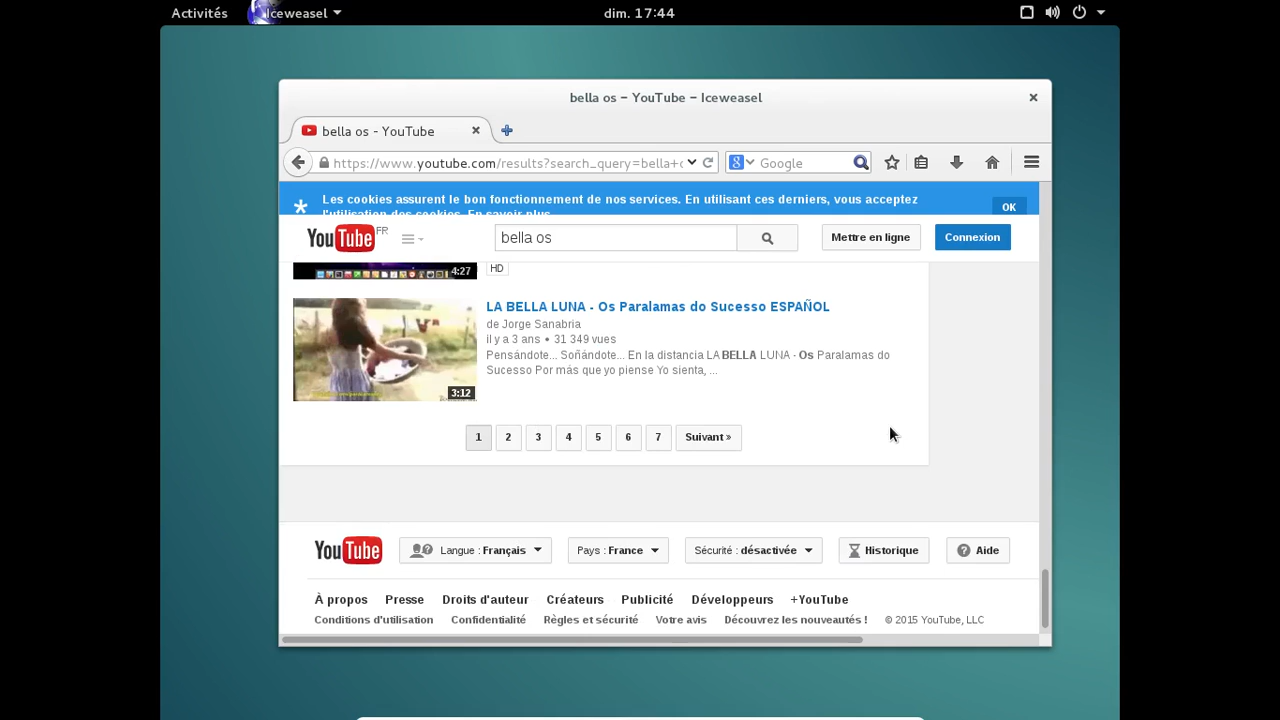 Activités
Iceweasel
dim. 17:44
bella os – YouTube – Iceweasel
bella os - YouTube
https://www.youtube.com/results?search_query=bella+
Google
Les cookies assurent le bon fonctionnement de nos services. En utilisant ces derniers, vous acceptez
l'utilisation des cookies. En savoir plus
OK
YouTube FR
bella os
Mettre en ligne
Connexion
4:27
HD
LA BELLA LUNA - Os Paralamas do Sucesso ESPAÑOL
de Jorge Sanabria
il y a 3 ans • 31 349 vues
Pensándote... Soñándote... En la distancia LA BELLA LUNA · Os Paralamas do
Sucesso Por más que yo piense Yo sienta, ...
3:12
1 2 3 4 5 6 7 Suivant »
YouTube
Langue : Français
Pays : France
Sécurité : désactivée
Historique
Aide
À propos Presse Droits d'auteur Créateurs Publicité Développeurs +YouTube
Conditions d'utilisation Confidentialité Règles et sécurité Votre avis Découvrez les nouveautés ! © 2015 YouTube, LLC